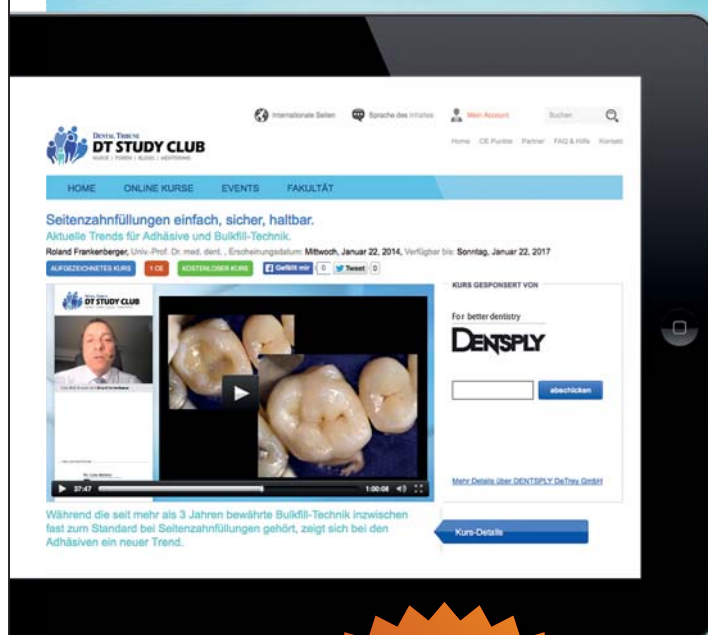 Internationale Seiten Sprache des Inhaltes Mein Account Suchen
DENTAL TRIBUNE
DT STUDY CLUB
KURSE | FOREN | BLOGS | MENTORING
Home CE Punkte Partner FAQ & Hilfe Kontakt
HOME ONLINE KURSE EVENTS FAKULTÄT
Seitenzahnfüllungen einfach, sicher, haltbar.
Aktuelle Trends für Adhäsive und Bulkfill-Technik.
Roland Frankenberger, Univ.-Prof. Dr. med. dent., Erscheinungsdatum: Mittwoch, Januar 22, 2014, Verfügbar bis: Sonntag, Januar 22, 2017
AUFGEZEICHNETES KURS 1 CE KOSTENLOSER KURS Gefällt mir 0 Tweet 0
KURS GESPONSERT VON
DENTAL TRIBUNE
DT STUDY CLUB
For better dentistry
DENTSPLY
abschicken
37:47 1:00:08
Mehr Details über DENTSPLY DeTrey GmbH
Während die seit mehr als 3 Jahren bewährte Bulkfill-Technik inzwischen
fast zum Standard bei Seitenzahnfüllungen gehört, zeigt sich bei den
Adhäsiven ein neuer Trend.
Kurs-Details